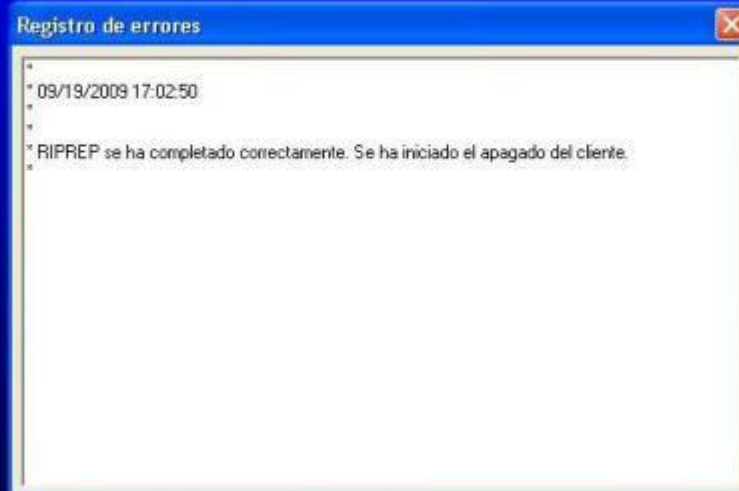 Registro de errores
*
* 09/19/2009 17:02:50
*
*
* RIPREP se ha completado correctamente. Se ha iniciado el apagado del cliente.
*